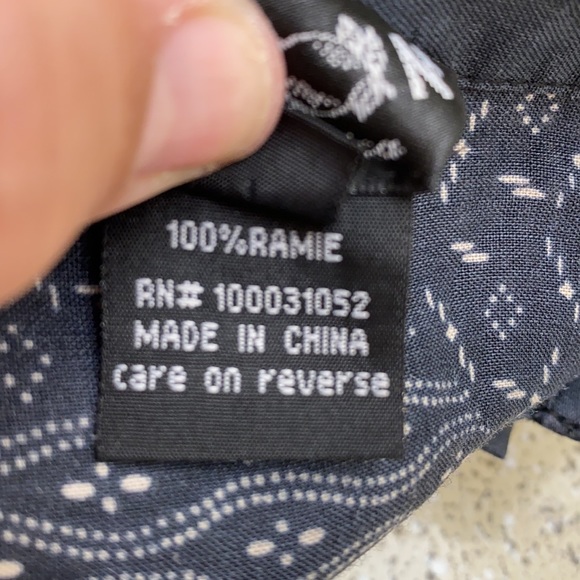 100%RAMIE
RN# 100031052
MADE IN CHINA
care on reverse